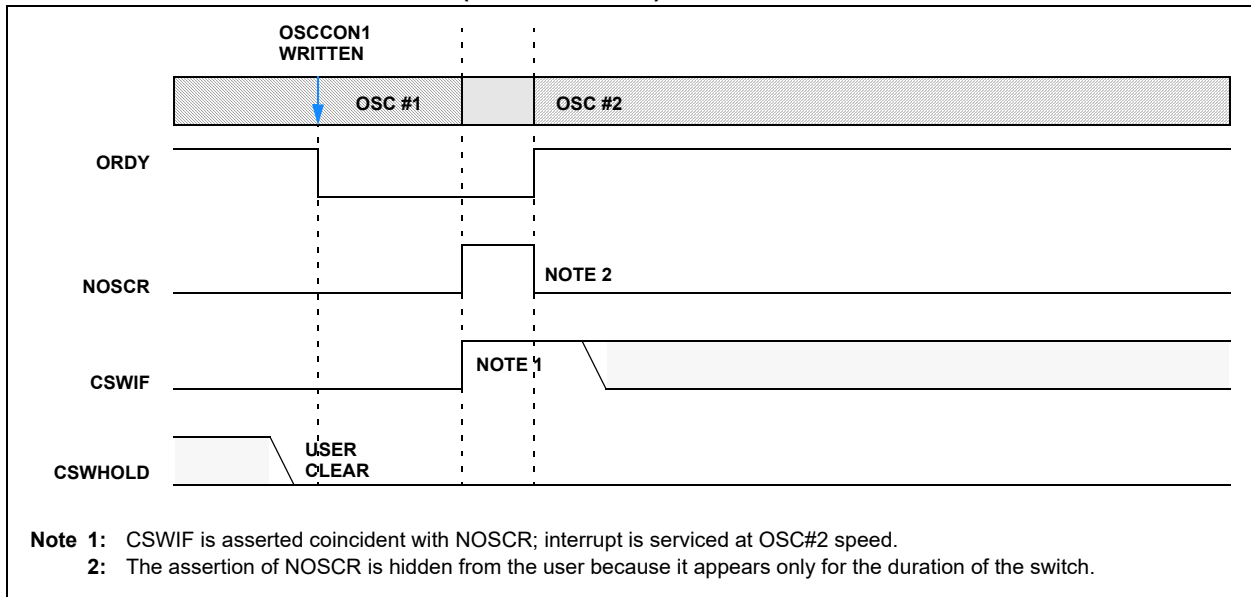 OSCCON1
WRITTEN
OSC #1
OSC #2
ORDY
NOSCR
NOTE 2
CSWIF
NOTE 1
CSWHOLD
USER
CLEAR
Note 1: CSWIF is asserted coincident with NOSCR; interrupt is serviced at OSC#2 speed.
2: The assertion of NOSCR is hidden from the user because it appears only for the duration of the switch.